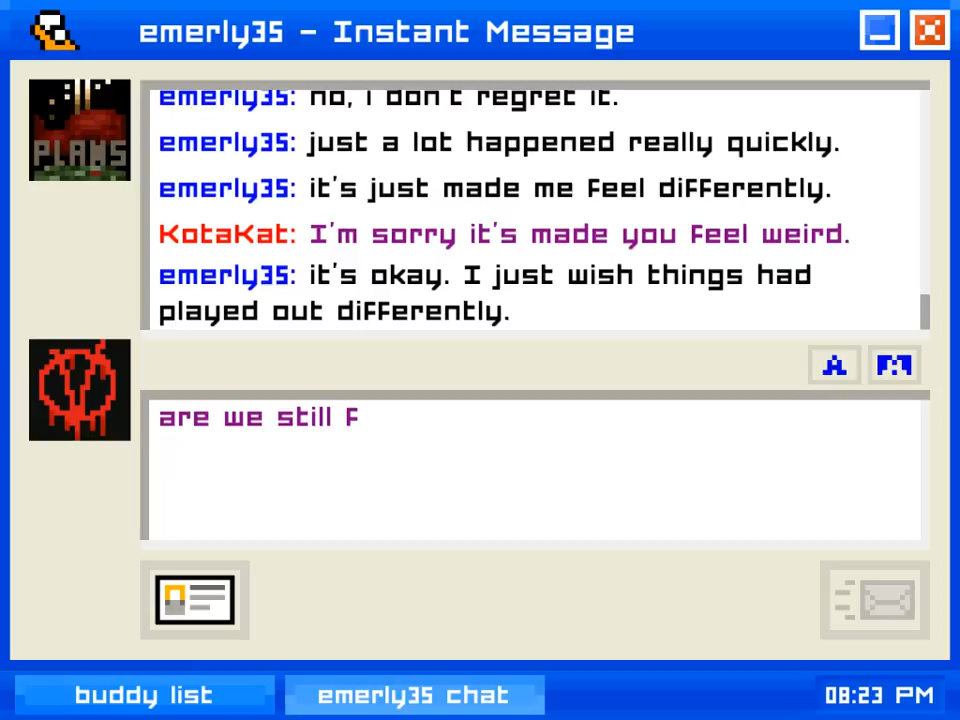 emerly35 - Instant Message
emerly35: no, i don't regret it.
PLANS
emerly35: just a lot happened really quickly.
emerly35: it's just made me feel differently.
KotaKat: I'm sorry it's made you feel weird.
emerly35: it's okay. I just wish things had
played out differently.
A
are we still f
buddy list
emerly35 chat
08:23 PM